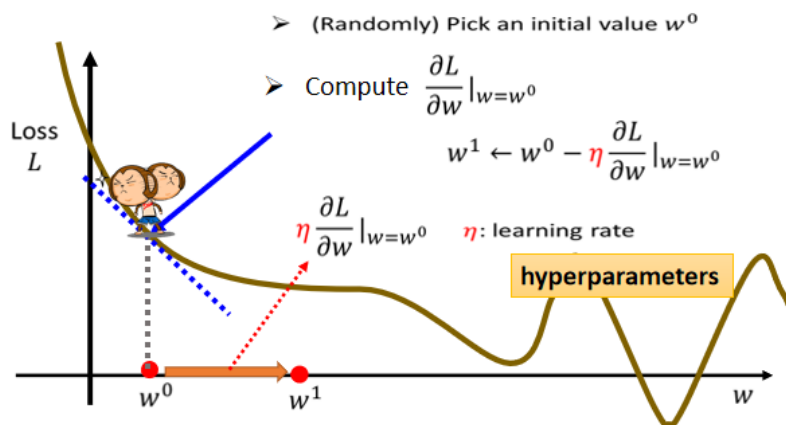 ➢ (Randomly) Pick an initial value w⁰
➢ Compute ∂L/∂w |w=w⁰
Loss
L
w¹ ← w⁰ − η ∂L/∂w |w=w⁰
η ∂L/∂w |w=w⁰
η: learning rate
hyperparameters
w⁰
w¹
w